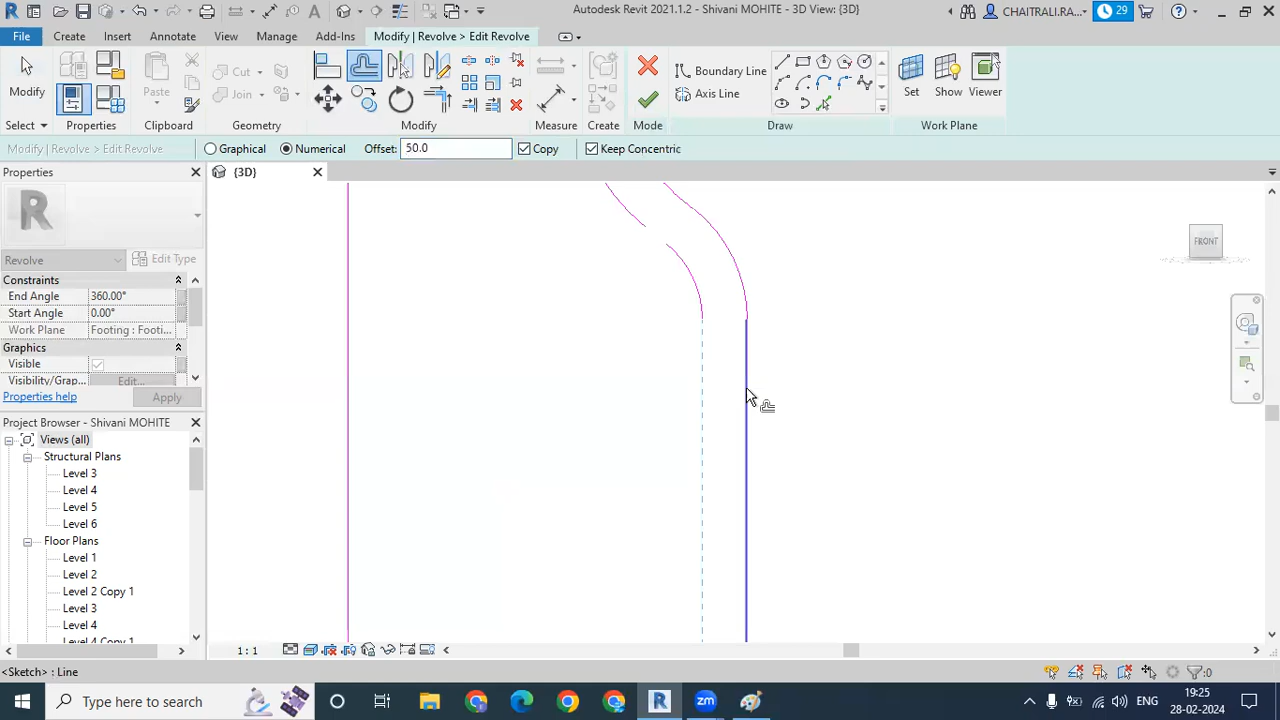 Autodesk Revit 2021.1.2 - Shivani MOHITE - 3D View: {3D}
CHAITRALI.RA...
29
File
Create
Insert
Annotate
View
Manage
Add-Ins
Modify | Revolve > Edit Revolve
Modify
Paste
Cut
Join
Boundary Line
Axis Line
Set
Show
Viewer
Select
Properties
Clipboard
Geometry
Modify
Measure
Create
Mode
Draw
Work Plane
Modify | Revolve > Edit Revolve
Graphical
Numerical
Offset:
50.0
Copy
Keep Concentric
Properties
{3D}
R
Revolve
Edit Type
Constraints
End Angle
360.00°
Start Angle
0.00°
Work Plane
Footing : Footi...
Graphics
Visible
Visibility/Grap...
Edit...
Properties help
Apply
FRONT
Project Browser - Shivani MOHITE
Views (all)
Structural Plans
Level 3
Level 4
Level 5
Level 6
Floor Plans
Level 1
Level 2
Level 2 Copy 1
Level 3
Level 4
Level 4 Copy 1
1 : 1
<Sketch> : Line
:0
Type here to search
R
zm
ENG
19:25
28-02-2024